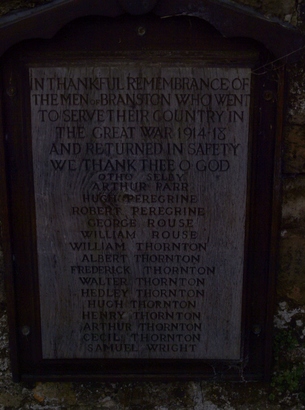 IN THANKFUL REMEMBRANCE OF
THE MEN OF BRANSTON WHO WENT
TO SERVE THEIR COUNTRY IN
THE GREAT WAR 1914-18
AND RETURNED IN SAFETY
WE THANK THEE O GOD
OTHO SELBY
ARTHUR PARR
HUGH PEREGRINE
ROBERT PEREGRINE
GEORGE ROUSE
WILLIAM ROUSE
WILLIAM THORNTON
ALBERT THORNTON
FREDERICK THORNTON
WALTER THORNTON
HEDLEY THORNTON
HUGH THORNTON
HENRY THORNTON
ARTHUR THORNTON
CECIL THORNTON
SAMUEL WRIGHT